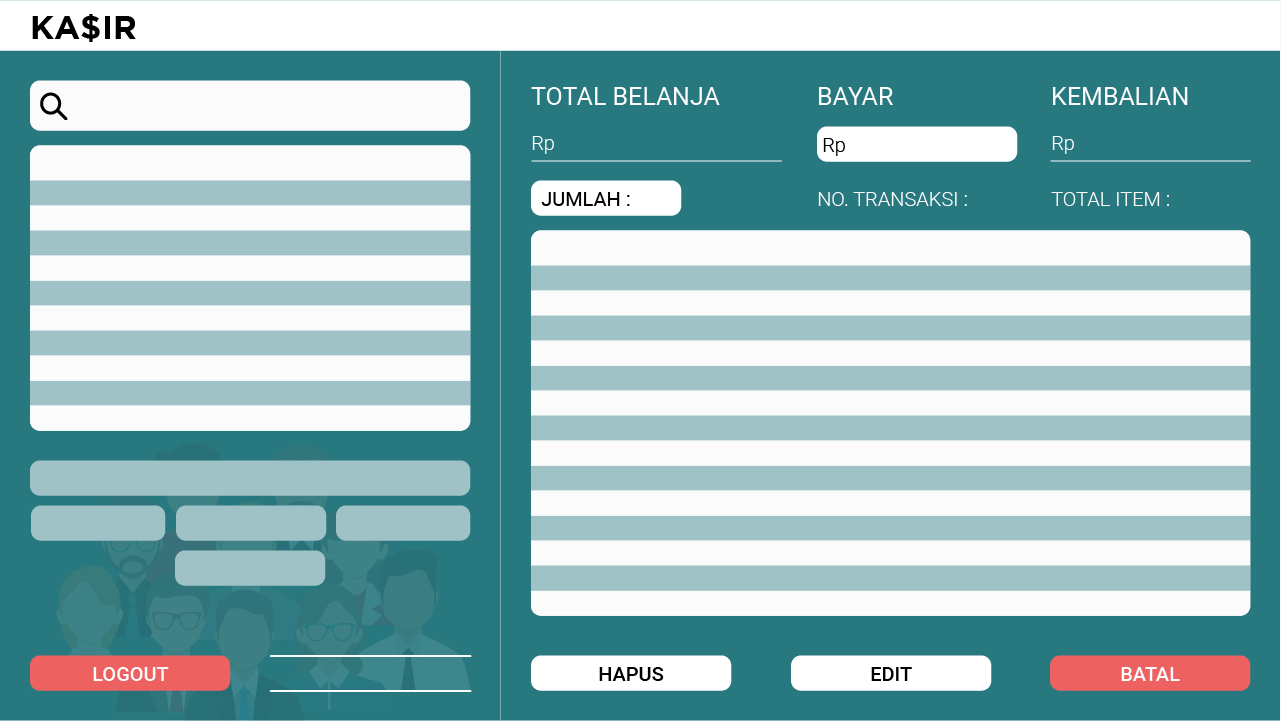 KA$IR
TOTAL BELANJA
BAYAR
KEMBALIAN
Rp
Rp
Rp
JUMLAH :
NO. TRANSAKSI :
TOTAL ITEM :
LOGOUT
HAPUS
EDIT
BATAL